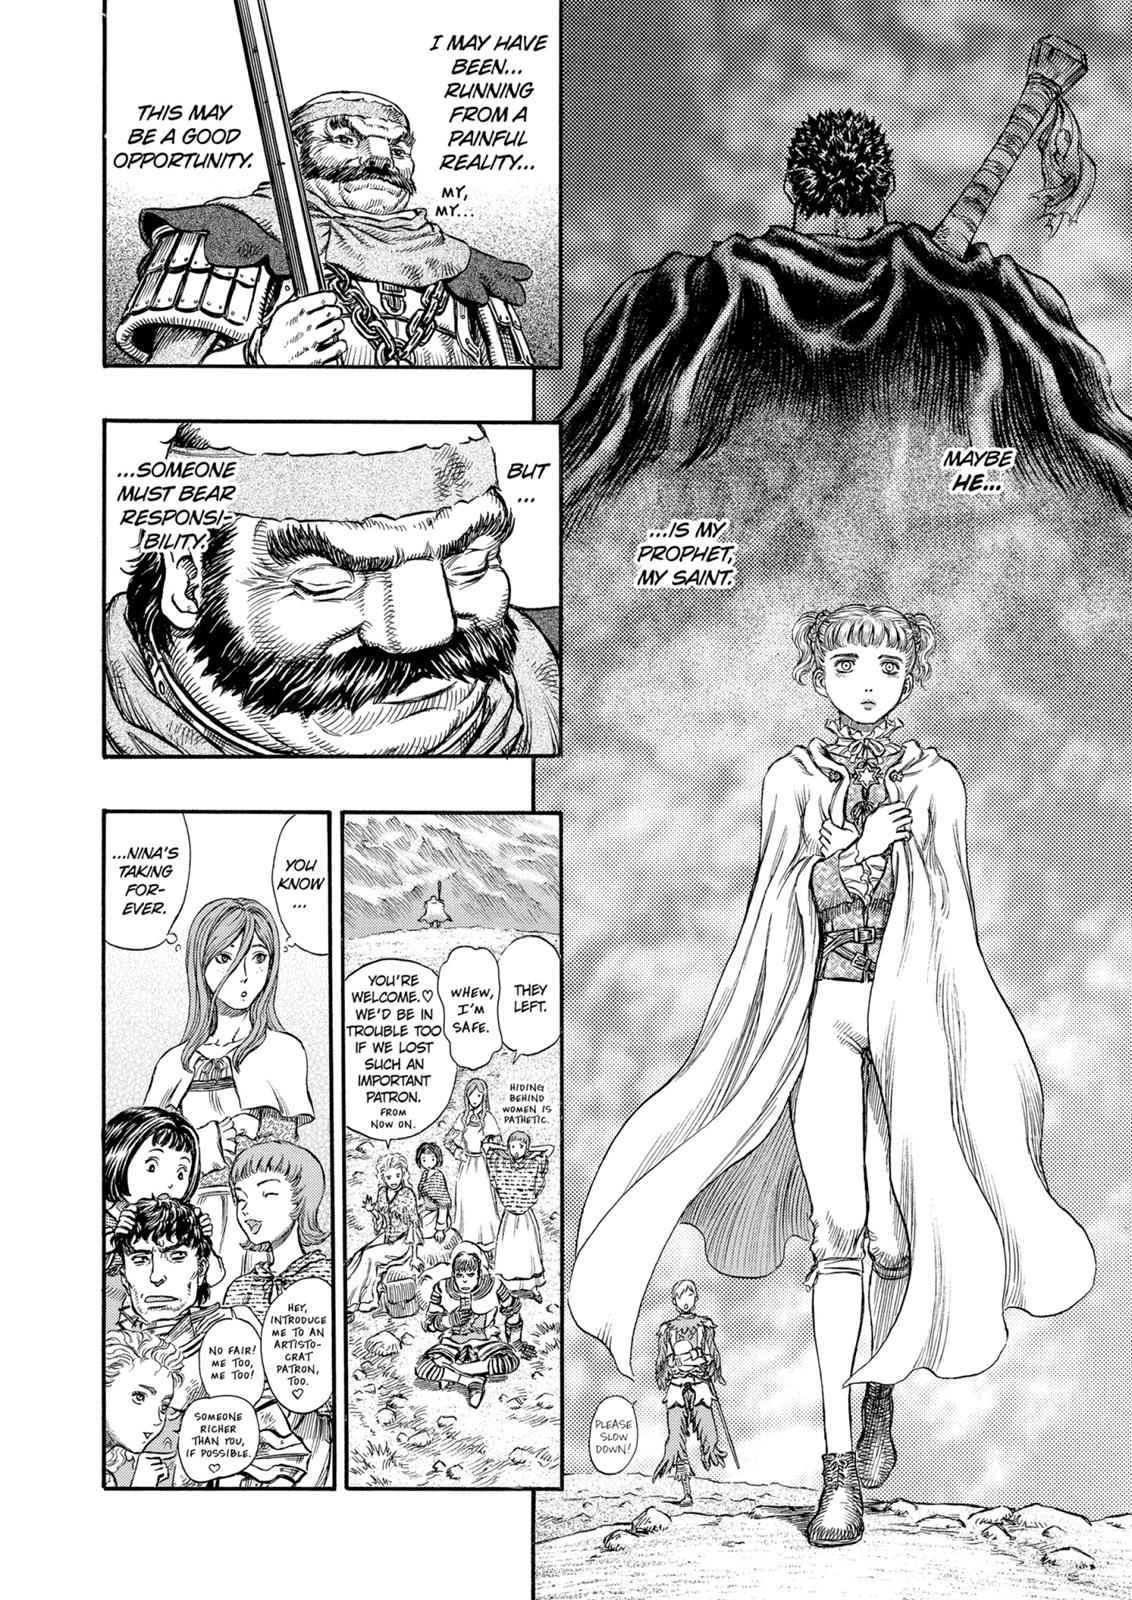 MAYBE
HE...
...IS MY
PROPHET,
MY SAINT.
PLEASE
SLOW
DOWN!
I MAY HAVE
BEEN...
RUNNING
FROM A
PAINFUL
REALITY...
MY,
MY...
THIS MAY
BE A GOOD
OPPORTUNITY.
BUT
...
...SOMEONE
MUST BEAR
RESPONSI-
BILITY.
THEY
LEFT.
WHEW,
I'M
SAFE.
HIDING
BEHIND
WOMEN IS
PATHETIC.
YOU'RE
WELCOME.♡
WE'D BE IN
TROUBLE TOO
IF WE LOST
SUCH AN
IMPORTANT
PATRON.
FROM
NOW ON.
YOU
KNOW
...
...NINA'S
TAKING
FOR-
EVER.
HEY,
INTRODUCE
ME TO AN
ARTISTO-
CRAT
PATRON,
TOO.
♡
NO FAIR!
ME TOO,
ME TOO!
SOMEONE
RICHER
THAN YOU,
IF POSSIBLE.
♡